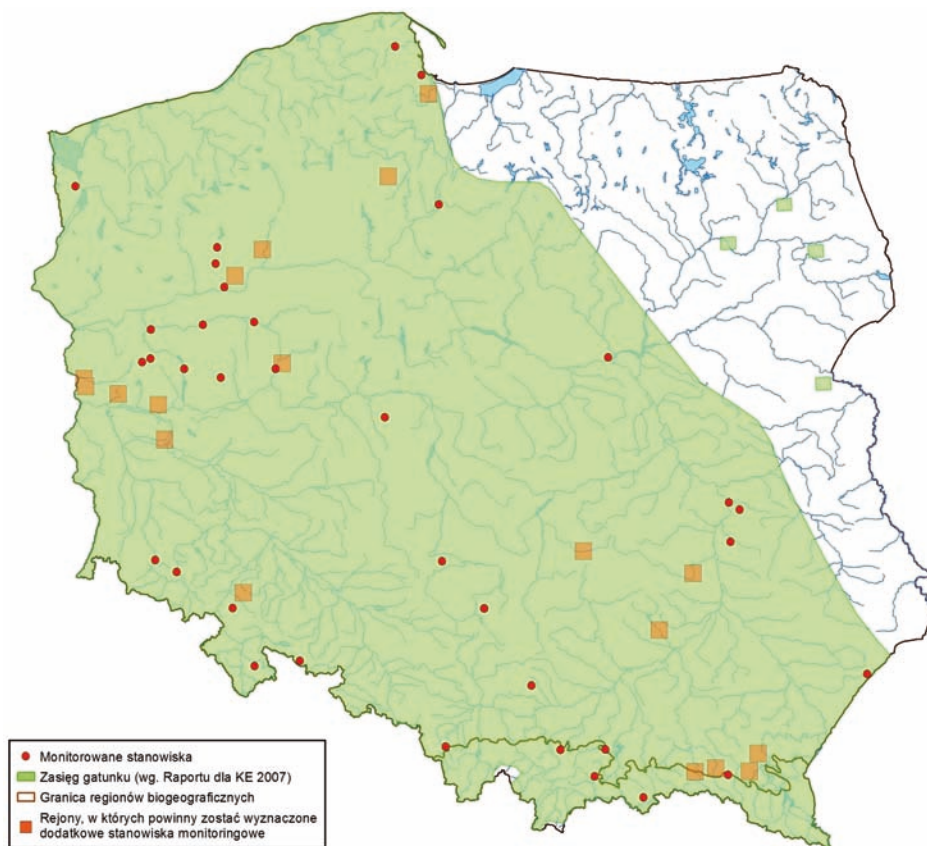 Monitorowane stanowiska
Zasięg gatunku (wg. Raportu dla KE 2007)
Granica regionów biogeograficznych
Rejony, w których powinny zostać wyznaczone
dodatkowe stanowiska monitoringowe